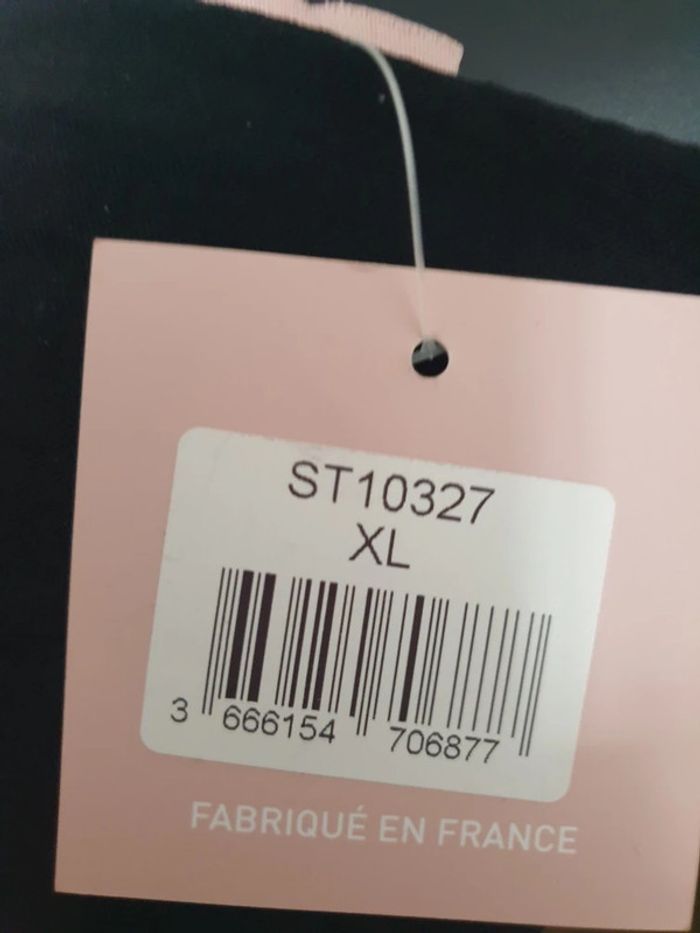 ST10327
XL
3 666154 706877
FABRIQUÉ EN FRANCE